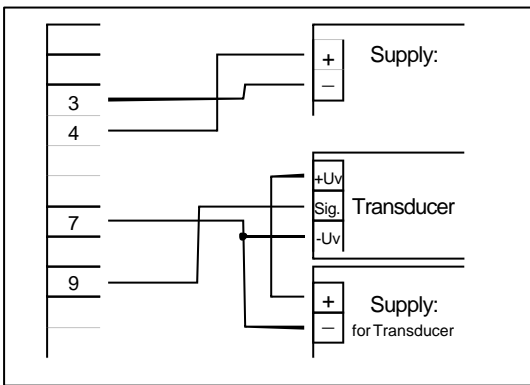 3
4
7
9
+ Supply:
−
+Uv
Sig. Transducer
-Uv
+ Supply:
− for Transducer